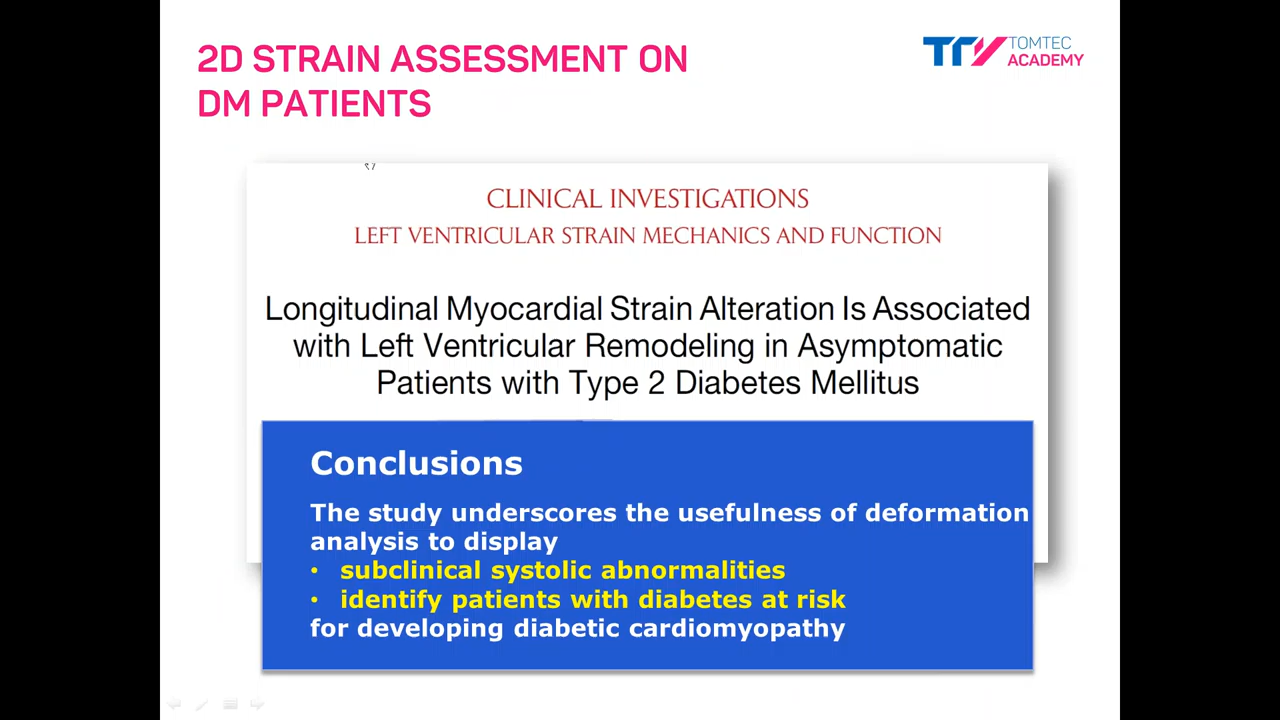 2D STRAIN ASSESSMENT ON
DM PATIENTS
TOMTEC
ACADEMY
CLINICAL INVESTIGATIONS
LEFT VENTRICULAR STRAIN MECHANICS AND FUNCTION
Longitudinal Myocardial Strain Alteration Is Associated
with Left Ventricular Remodeling in Asymptomatic
Patients with Type 2 Diabetes Mellitus
Conclusions
The study underscores the usefulness of deformation
analysis to display
• subclinical systolic abnormalities
• identify patients with diabetes at risk
for developing diabetic cardiomyopathy